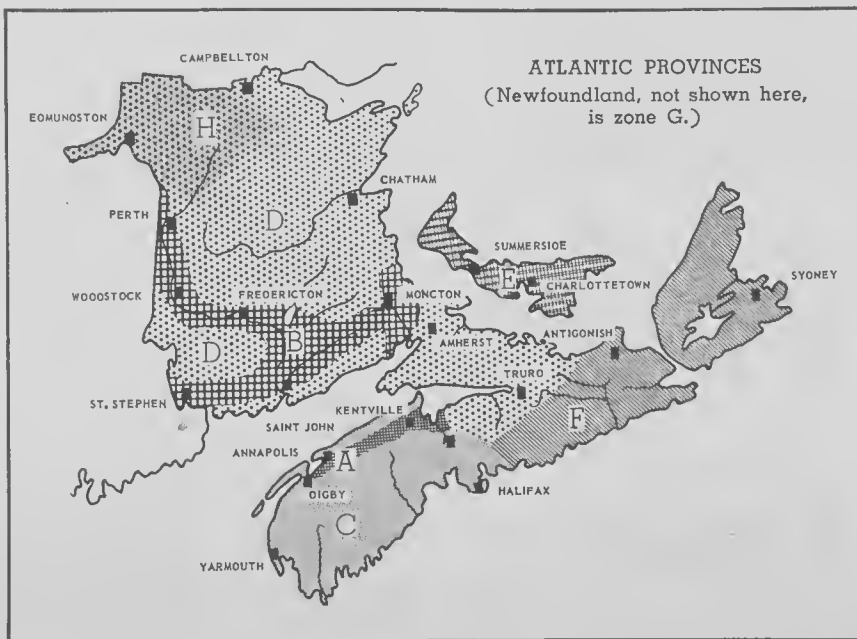 ATLANTIC PROVINCES
(Newfoundland, not shown here,
is zone G.)
CAMPBELLTON
EOMUNOSTON
H
CHATHAM
D
PERTH
SUMMERSIOE
E
CHARLOTTETOWN
SYONEY
WOOOSTOCK
FREOERICTON
MONCTON
B
AMHERST
ANTIGONISH
D
TRURO
ST. STEPHEN
SAINT JOHN
KENTVILLE
F
ANNAPOLIS
A
OIGBY
HALIFAX
C
YARMOUTH